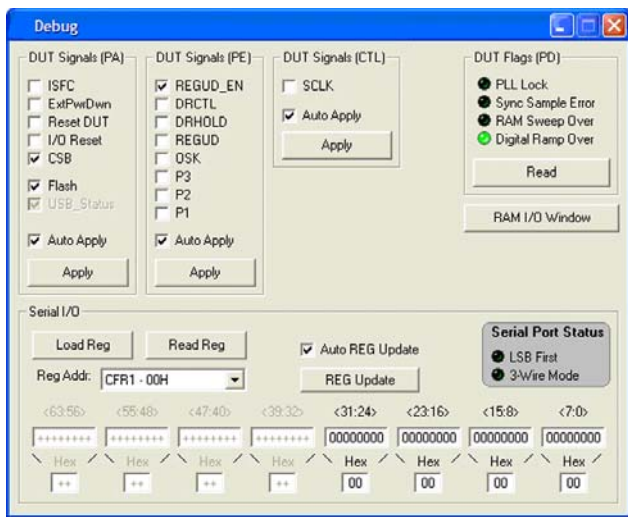 Debug
DUT Signals (PA)
ISFC
ExtPwrDwn
Reset DUT
I/O Reset
CSB
Flash
USB_Status
Auto Apply
Apply
DUT Signals (PE)
REGUD_EN
DRCTL
DRHOLD
REGUD
OSK
P3
P2
P1
Auto Apply
Apply
DUT Signals (CTL)
SCLK
Auto Apply
Apply
DUT Flags (PD)
PLL Lock
Sync Sample Error
RAM Sweep Over
Digital Ramp Over
Read
RAM I/O Window
Serial I/O
Load Reg Read Reg
Auto REG Update
Reg Addr: CFR1 - 00H
REG Update
Serial Port Status
LSB First
3-Wire Mode
<63:56> <55:48> <47:40> <39:32> <31:24> <23:16> <15:8> <7:0>
++++++++ ++++++++ ++++++++ ++++++++ 00000000 00000000 00000000 00000000
\ Hex / \ Hex / \ Hex / \ Hex / \ Hex / \ Hex / \ Hex / \ Hex /
++ ++ ++ ++ 00 00 00 00